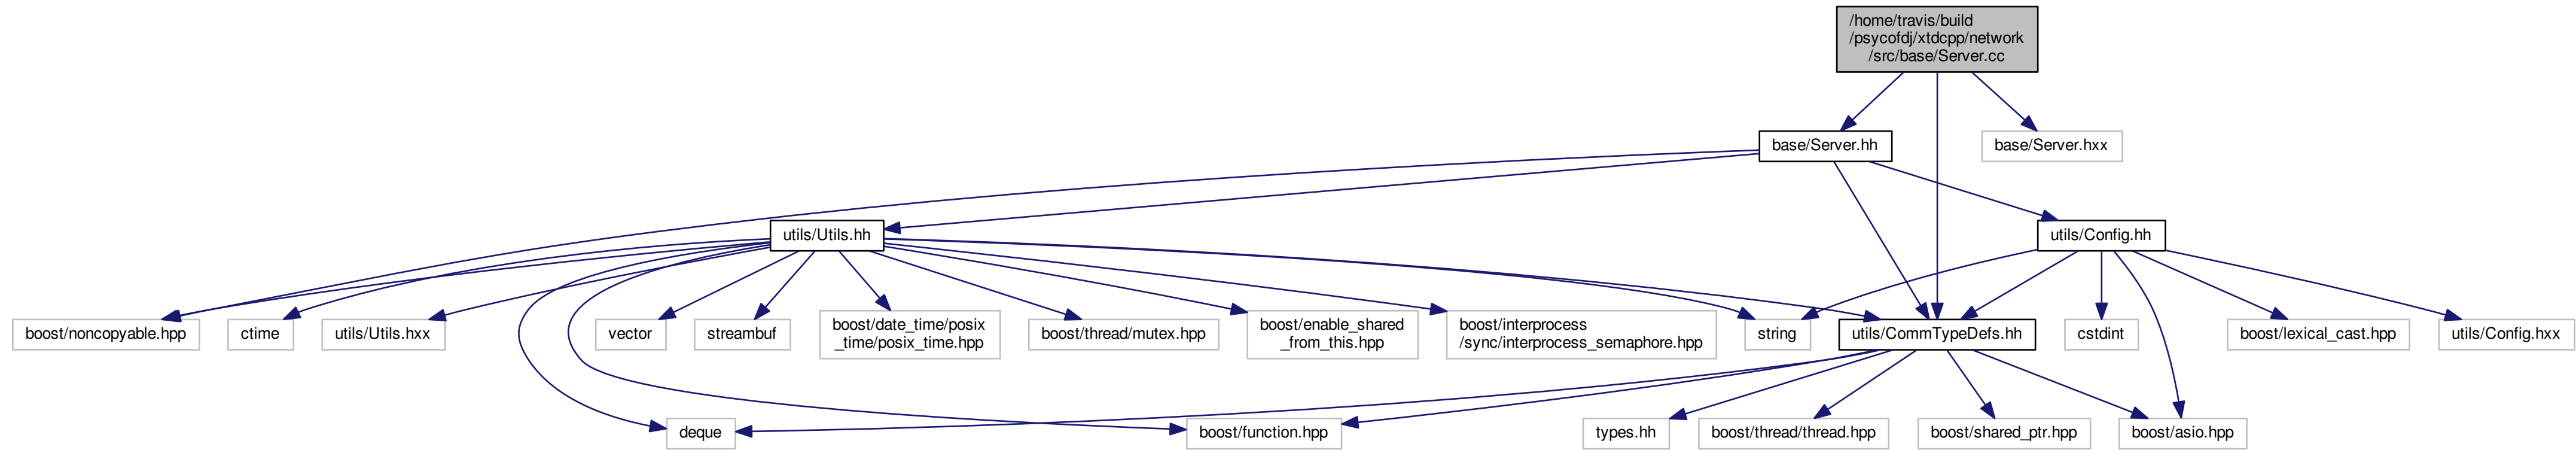 /home/travis/build
/psycofdj/xtdcpp/network
/src/base/Server.cc
base/Server.hh
base/Server.hxx
utils/Utils.hh
utils/Config.hh
boost/noncopyable.hpp
ctime
utils/Utils.hxx
vector
streambuf
boost/date_time/posix
_time/posix_time.hpp
boost/thread/mutex.hpp
boost/enable_shared
_from_this.hpp
boost/interprocess
/sync/interprocess_semaphore.hpp
string
utils/CommTypeDefs.hh
cstdint
boost/lexical_cast.hpp
utils/Config.hxx
deque
boost/function.hpp
types.hh
boost/thread/thread.hpp
boost/shared_ptr.hpp
boost/asio.hpp